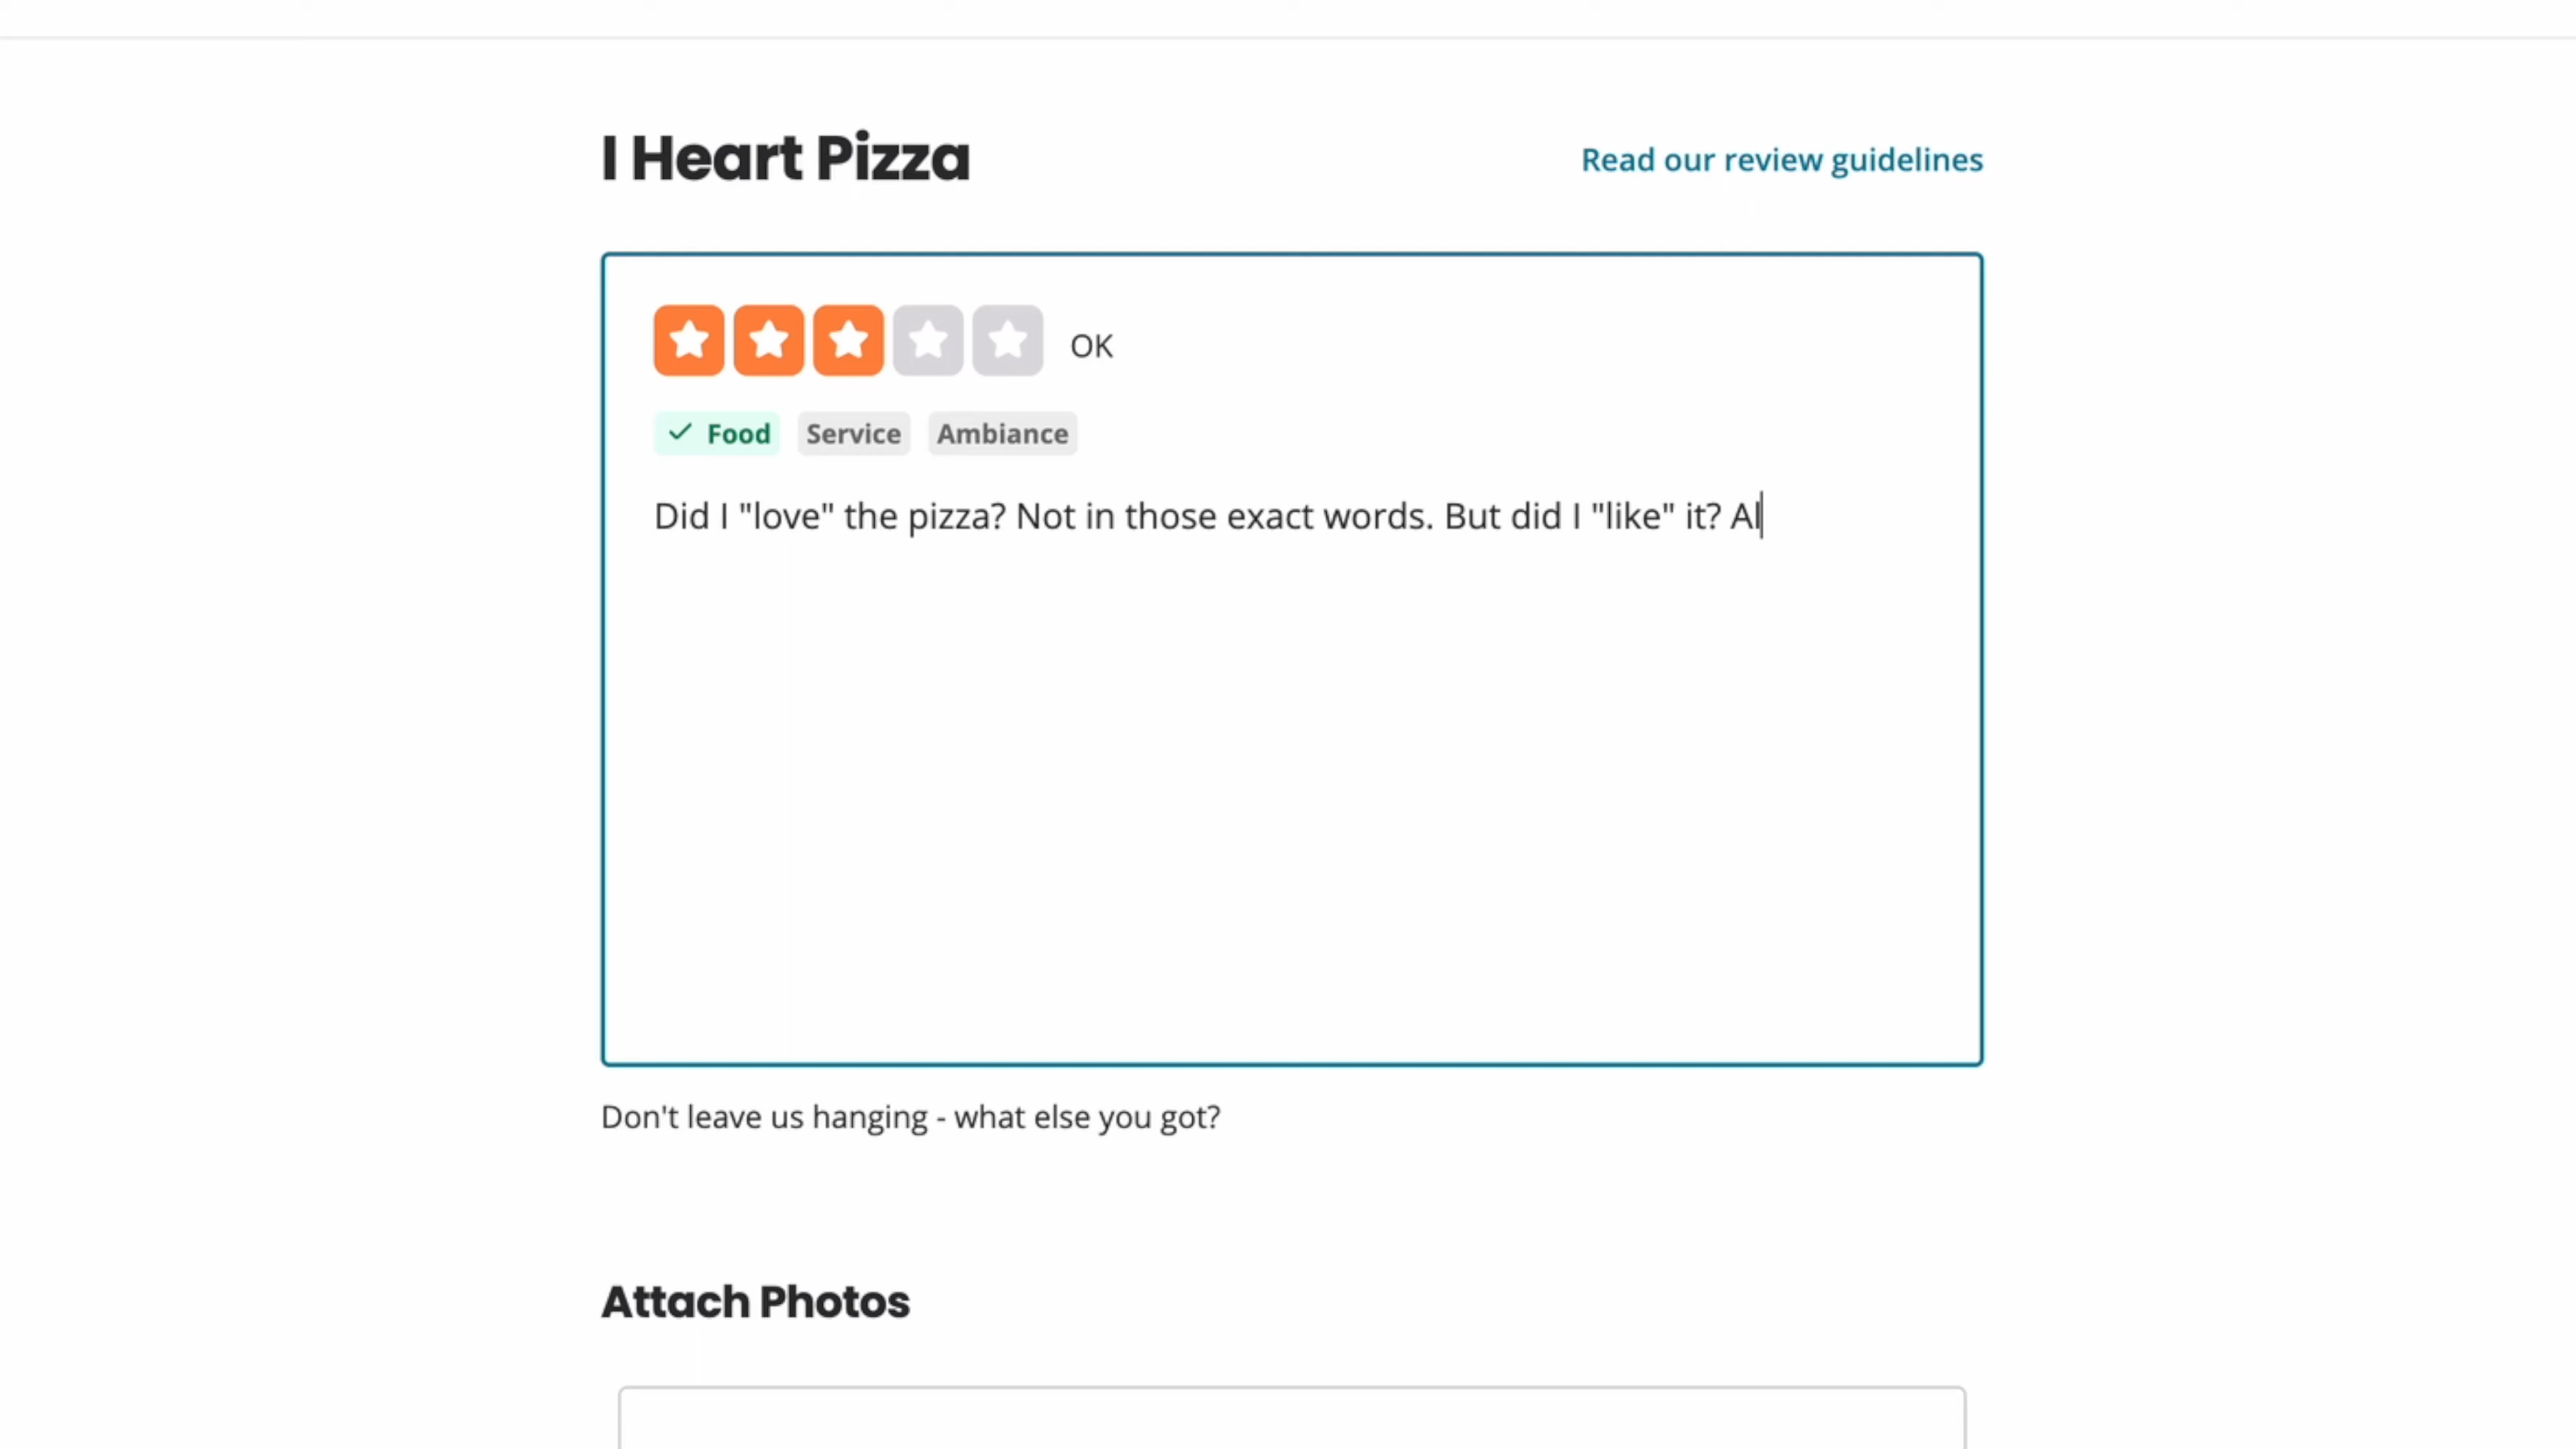 I Heart Pizza
Read our review guidelines
OK
Food
Service
Ambiance
Did I "love" the pizza? Not in those exact words. But did I "like" it? Al
Don't leave us hanging - what else you got?
Attach Photos